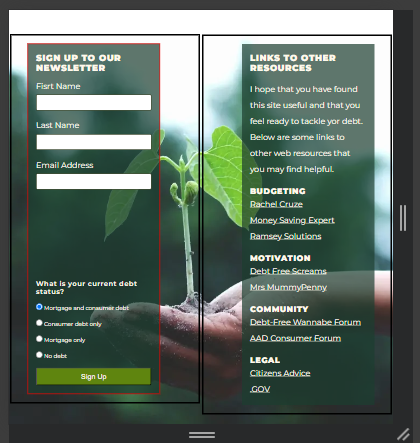 SIGN UP TO OUR
NEWSLETTER
Fisrt Name
Last Name
Email Address
What is your current debt
status?
Mortgage and consumer debt
Consumer debt only
Mortgage only
No debt
Sign Up
LINKS TO OTHER
RESOURCES
I hope that you have found
this site useful and that you
feel ready to tackle yor debt.
Below are some links to
other web resources that
you may find helpful.
BUDGETING
Rachel Cruze
Money Saving Expert
Ramsey Solutions
MOTIVATION
Debt Free Screams
Mrs MummyPenny
COMMUNITY
Debt-Free Wannabe Forum
AAD Consumer Forum
LEGAL
Citizens Advice
.GOV